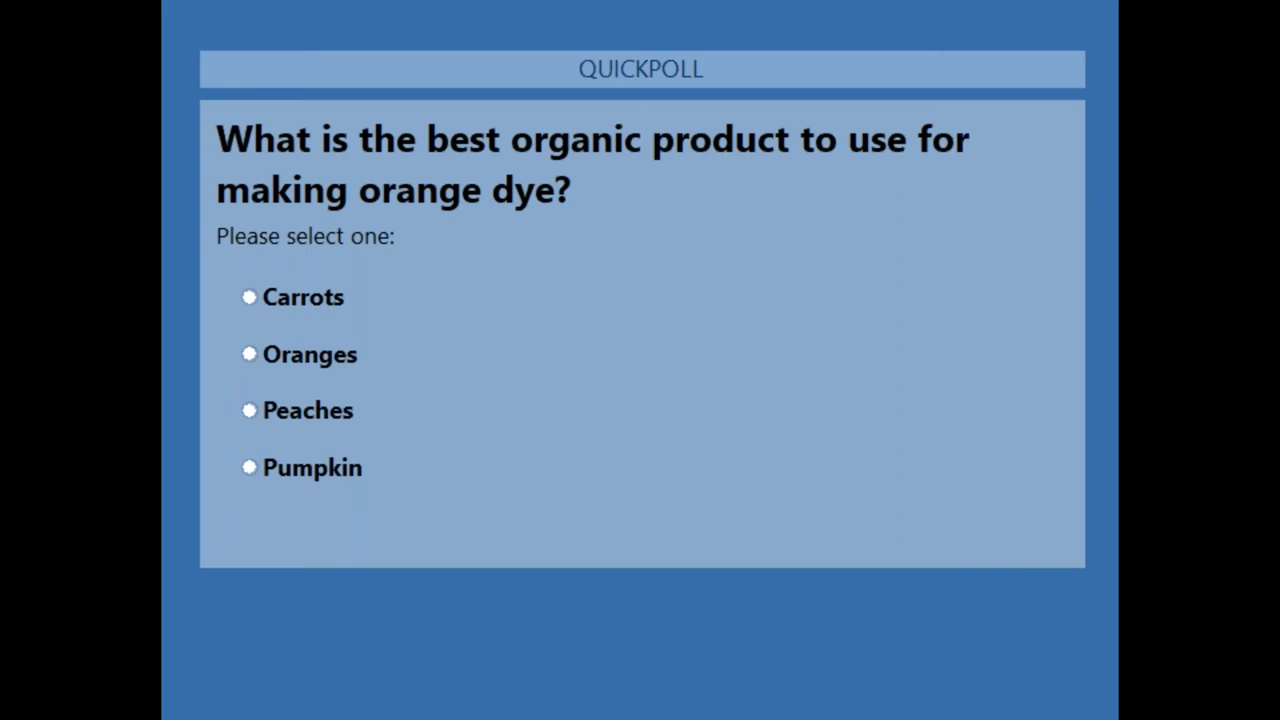 QUICKPOLL
What is the best organic product to use for
making orange dye?
Please select one:
Carrots
Oranges
Peaches
Pumpkin